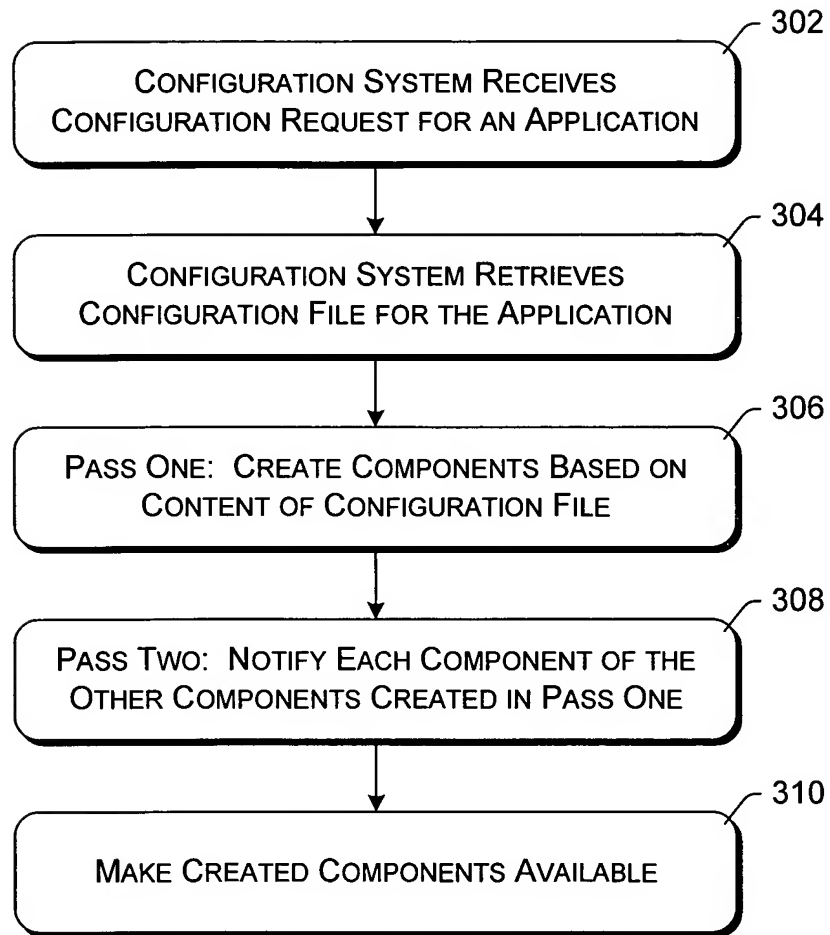 302
CONFIGURATION SYSTEM RECEIVES
CONFIGURATION REQUEST FOR AN APPLICATION
304
CONFIGURATION SYSTEM RETRIEVES
CONFIGURATION FILE FOR THE APPLICATION
306
PASS ONE: CREATE COMPONENTS BASED ON
CONTENT OF CONFIGURATION FILE
308
PASS TWO: NOTIFY EACH COMPONENT OF THE
OTHER COMPONENTS CREATED IN PASS ONE
310
MAKE CREATED COMPONENTS AVAILABLE